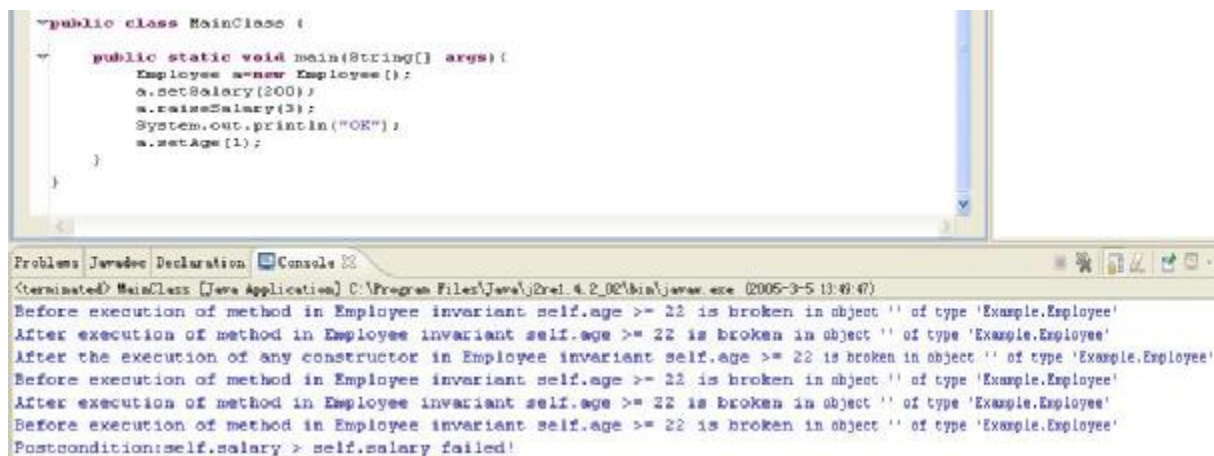 public class MainClass {
public static void main(String[] args){
Employee a=new Employee();
a.setSalary(200);
a.raiseSalary(3);
System.out.println("OK");
a.setAge(1);
}
}
Problems Javadoc Declaration Console
<terminated> MainClass [Java Application] C:\Program Files\Java\j2re1.4.2_02\bin\javaw.exe (2005-3-5 13:49:47)
Before execution of method in Employee invariant self.age >= 22 is broken in object '' of type 'Example.Employee'
After execution of method in Employee invariant self.age >= 22 is broken in object '' of type 'Example.Employee'
After the execution of any constructor in Employee invariant self.age >= 22 is broken in object '' of type 'Example.Employee'
Before execution of method in Employee invariant self.age >= 22 is broken in object '' of type 'Example.Employee'
After execution of method in Employee invariant self.age >= 22 is broken in object '' of type 'Example.Employee'
Before execution of method in Employee invariant self.age >= 22 is broken in object '' of type 'Example.Employee'
Postcondition:self.salary > self.salary failed!